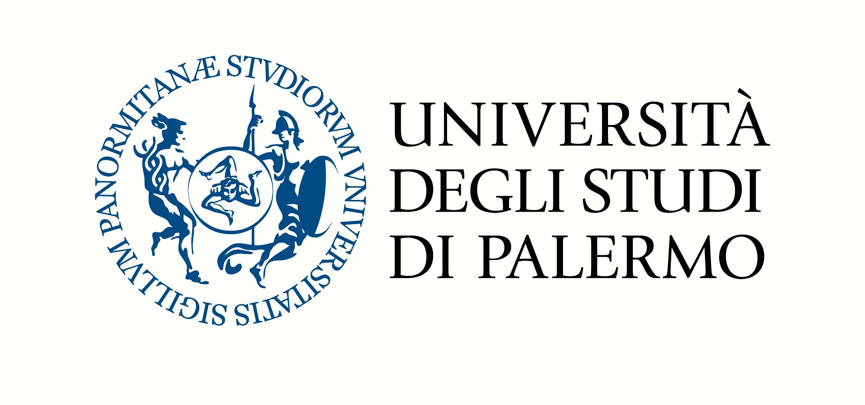 PANORMITANÆ STVDIORVM VNIVERSITATIS SIGILLVM
UNIVERSITÀ
DEGLI STUDI
DI PALERMO